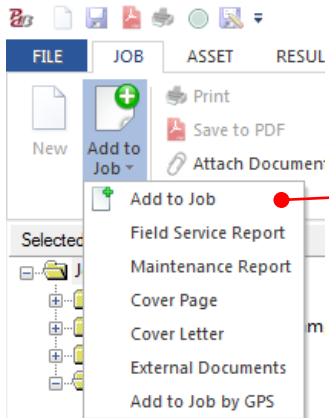 FILE JOB ASSET RESUL
New
Add to
Job
Print
Save to PDF
Attach Document
Add to Job
Field Service Report
Maintenance Report
Cover Page
Cover Letter
External Documents
Add to Job by GPS
Selected
J
m